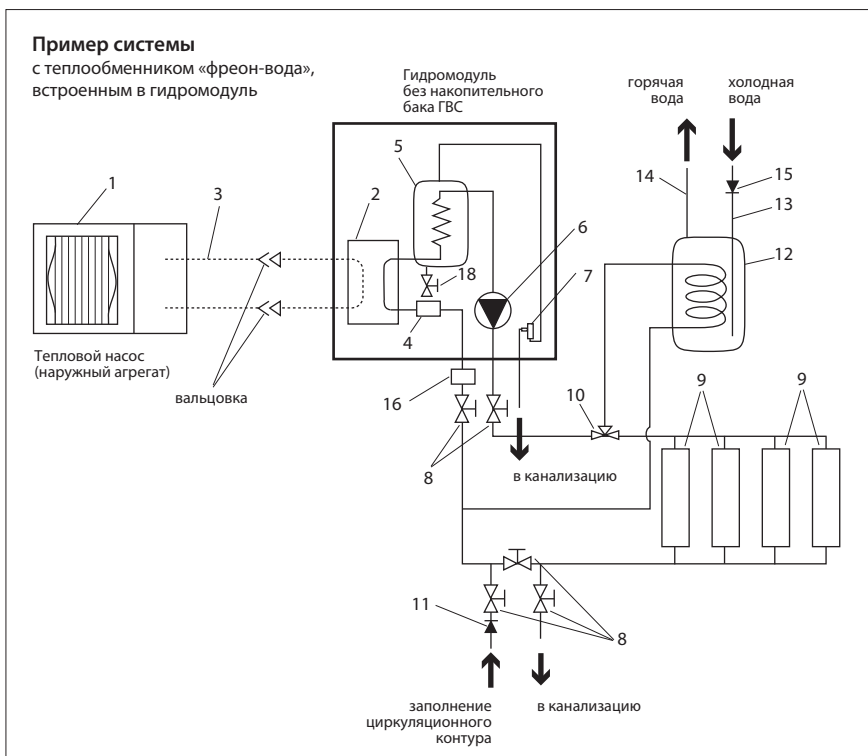 Пример системы
с теплообменником «фреон-вода»,
встроенным в гидромодуль
Гидромодуль
без накопительного
бака ГВС
горячая
вода
холодная
вода
1
3
2
5
6
7
14
15
13
12
18
4
Тепловой насос
(наружный агрегат)
вальцовка
16
8
10
9
9
в канализацию
11
8
заполнение
циркуляционного
контура
в канализацию